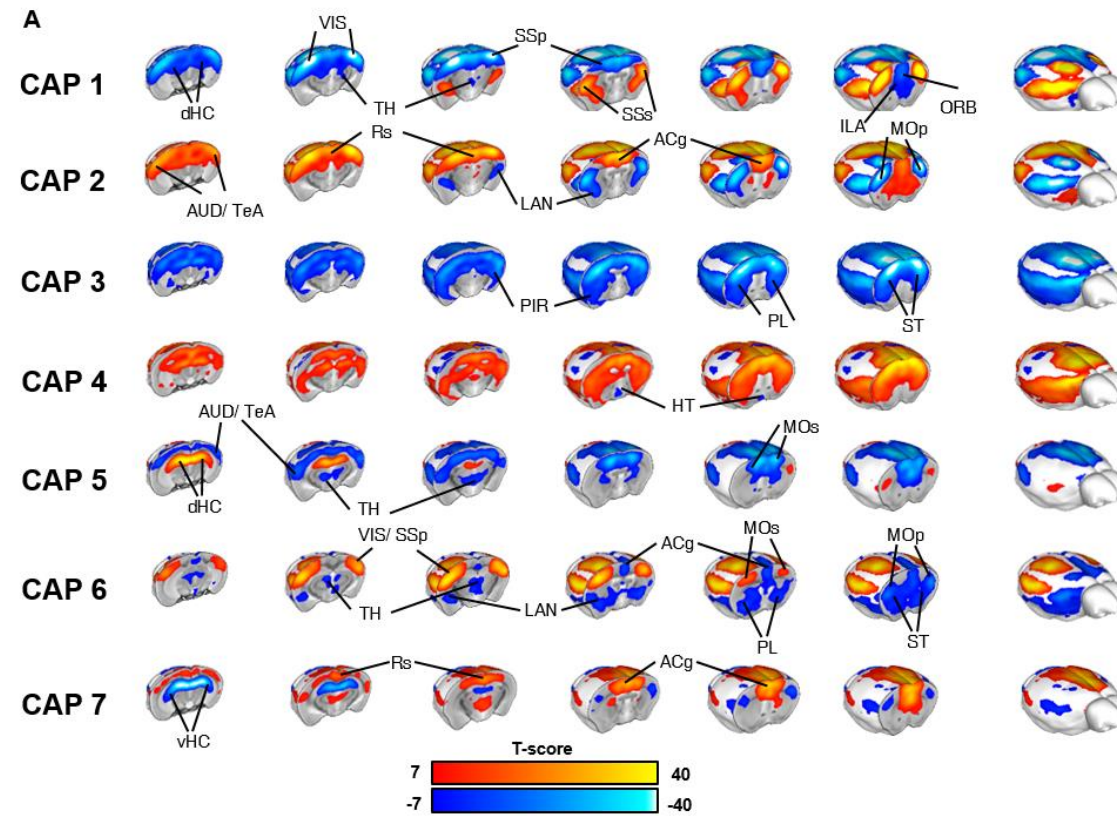 A
VIS
SSp
CAP 1
dHC
TH
SSs
ILA
ORB
Rs
ACg
MOp
CAP 2
AUD/ TeA
LAN
CAP 3
PIR
PL
ST
CAP 4
HT
AUD/ TeA
MOs
CAP 5
dHC
TH
VIS/ SSp
ACg
MOs
MOp
CAP 6
TH
LAN
PL
ST
Rs
ACg
CAP 7
vHC
T-score
7 40
-7 -40